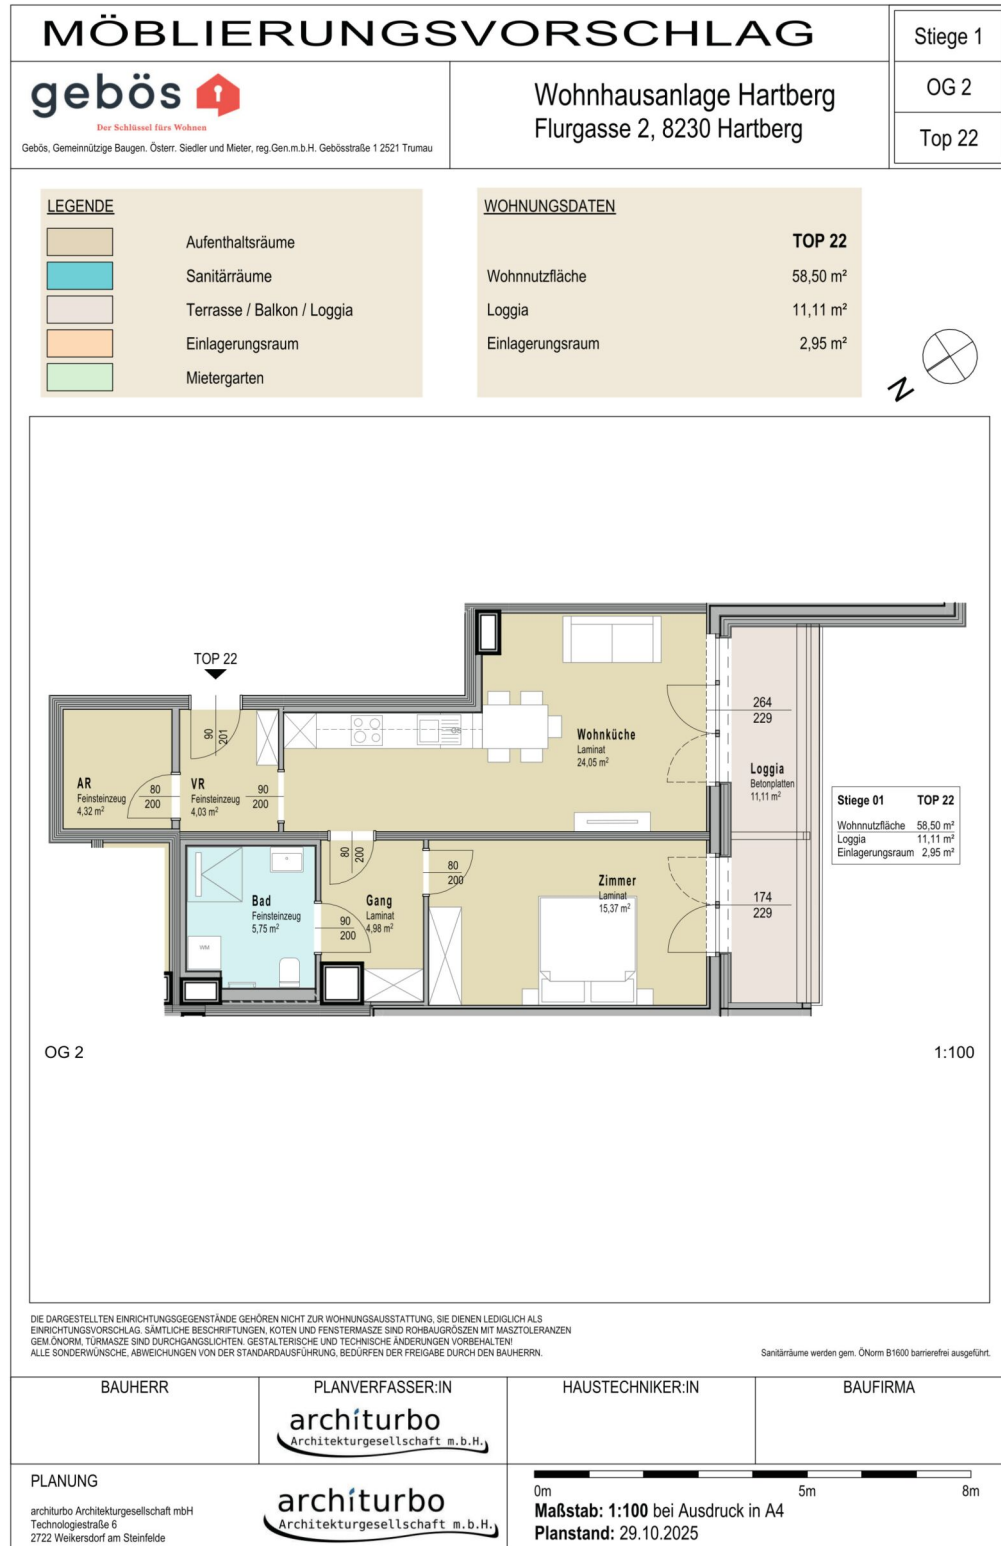 MÖBLIERUNGSVORSCHLAG
Stiege 1
OG 2
Top 22
gebös
Der Schlüssel fürs Wohnen
Gebös, Gemeinnützige Baugen. Österr. Siedler und Mieter, reg.Gen.m.b.H. Gebösstraße 1 2521 Trumau
Wohnhausanlage Hartberg
Flurgasse 2, 8230 Hartberg
LEGENDE
Aufenthaltsräume
Sanitärräume
Terrasse / Balkon / Loggia
Einlagerungsraum
Mietergarten
WOHNUNGSDATEN
TOP 22
Wohnnutzfläche 58,50 m²
Loggia 11,11 m²
Einlagerungsraum 2,95 m²
N
TOP 22
90
201
AR
Feinsteinzeug
4,32 m²
80
200
VR
Feinsteinzeug
4,03 m²
90
200
Wohnküche
Laminat
24,05 m²
GS
264
229
Loggia
Betonplatten
11,11 m²
Stiege 01 TOP 22
Wohnnutzfläche 58,50 m²
Loggia 11,11 m²
Einlagerungsraum 2,95 m²
80
200
80
200
Bad
Feinsteinzeug
5,75 m²
WM
90
200
Gang
Laminat
4,98 m²
Zimmer
Laminat
15,37 m²
174
229
OG 2
1:100
DIE DARGESTELLTEN EINRICHTUNGSGEGENSTÄNDE GEHÖREN NICHT ZUR WOHNUNGSAUSSTATTUNG, SIE DIENEN LEDIGLICH ALS
EINRICHTUNGSVORSCHLAG. SÄMTLICHE BESCHRIFTUNGEN, KOTEN UND FENSTERMASZE SIND ROHBAUGRÖSZEN MIT MASZTOLERANZEN
GEM.ÖNORM, TÜRMASZE SIND DURCHGANGSLICHTEN. GESTALTERISCHE UND TECHNISCHE ÄNDERUNGEN VORBEHALTEN!
ALLE SONDERWÜNSCHE, ABWEICHUNGEN VON DER STANDARDAUSFÜHRUNG, BEDÜRFEN DER FREIGABE DURCH DEN BAUHERRN.
Sanitärräume werden gem. ÖNorm B1600 barrierefrei ausgeführt.
BAUHERR
PLANVERFASSER:IN
HAUSTECHNIKER:IN
BAUFIRMA
architurbo
Architekturgesellschaft m.b.H.
PLANUNG
architurbo Architekturgesellschaft mbH
Technologiestraße 6
2722 Weikersdorf am Steinfelde
architurbo
Architekturgesellschaft m.b.H.
0m 5m 8m
Maßstab: 1:100 bei Ausdruck in A4
Planstand: 29.10.2025